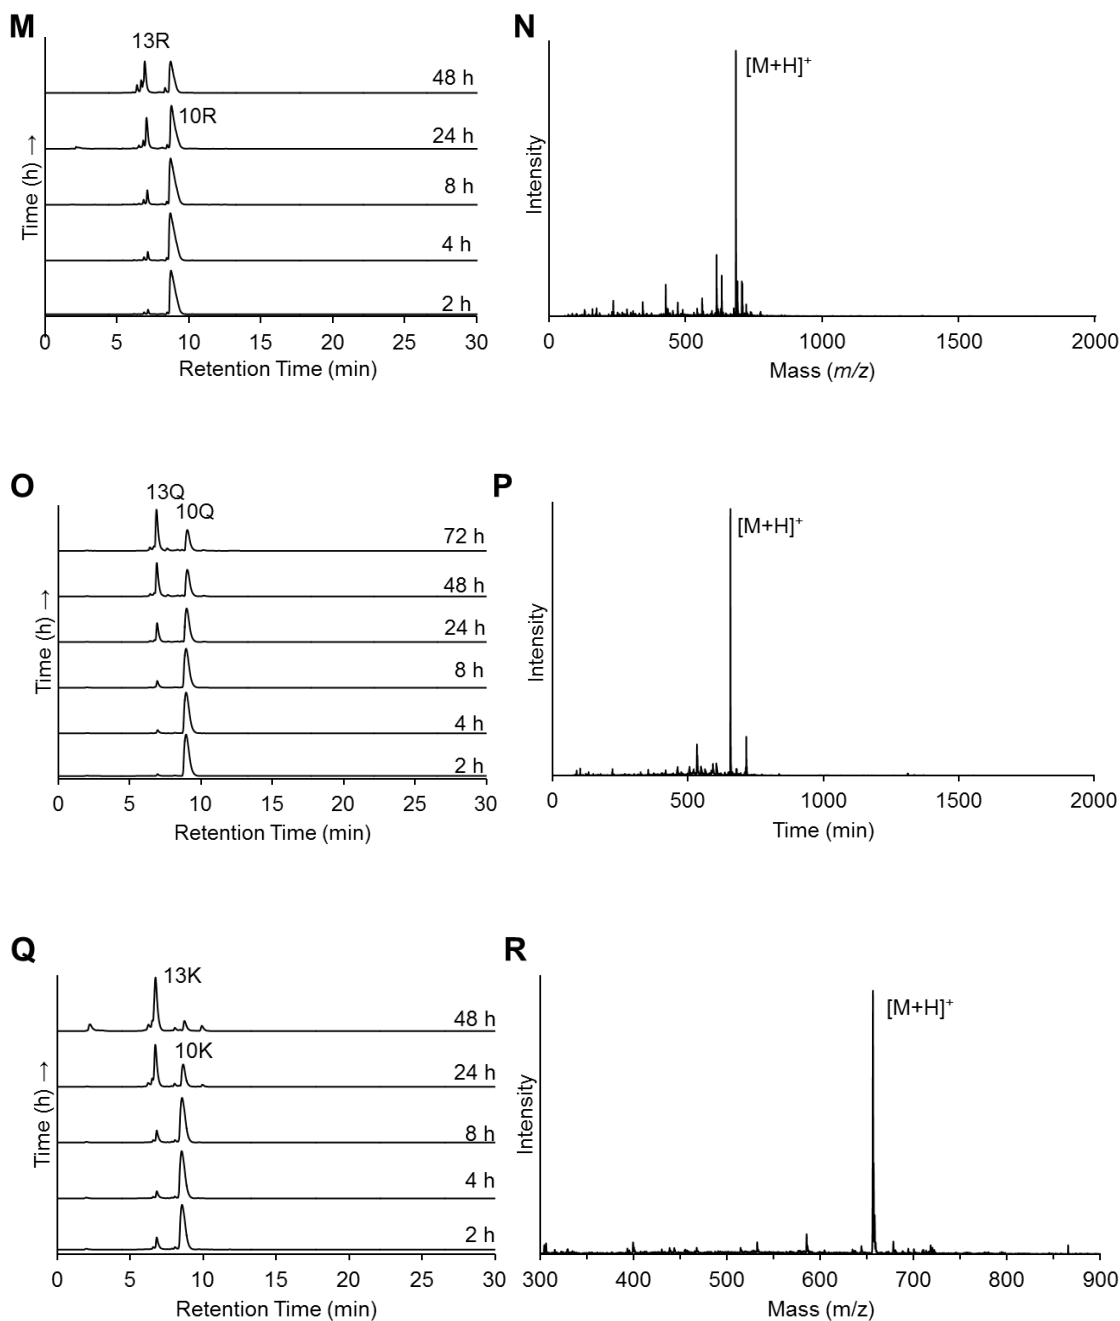 M
13R
48 h
10R
24 h
8 h
4 h
2 h
Time (h) →
0 5 10 15 20 25 30
Retention Time (min)
N
[M+H]+
Intensity
0 500 1000 1500 2000
Mass (m/z)
O
13Q
10Q
72 h
48 h
24 h
8 h
4 h
2 h
Time (h) →
0 5 10 15 20 25 30
Retention Time (min)
P
[M+H]+
Intensity
0 500 1000 1500 2000
Time (min)
Q
13K
48 h
10K
24 h
8 h
4 h
2 h
Time (h) →
0 5 10 15 20 25 30
Retention Time (min)
R
[M+H]+
Intensity
300 400 500 600 700 800 900
Mass (m/z)